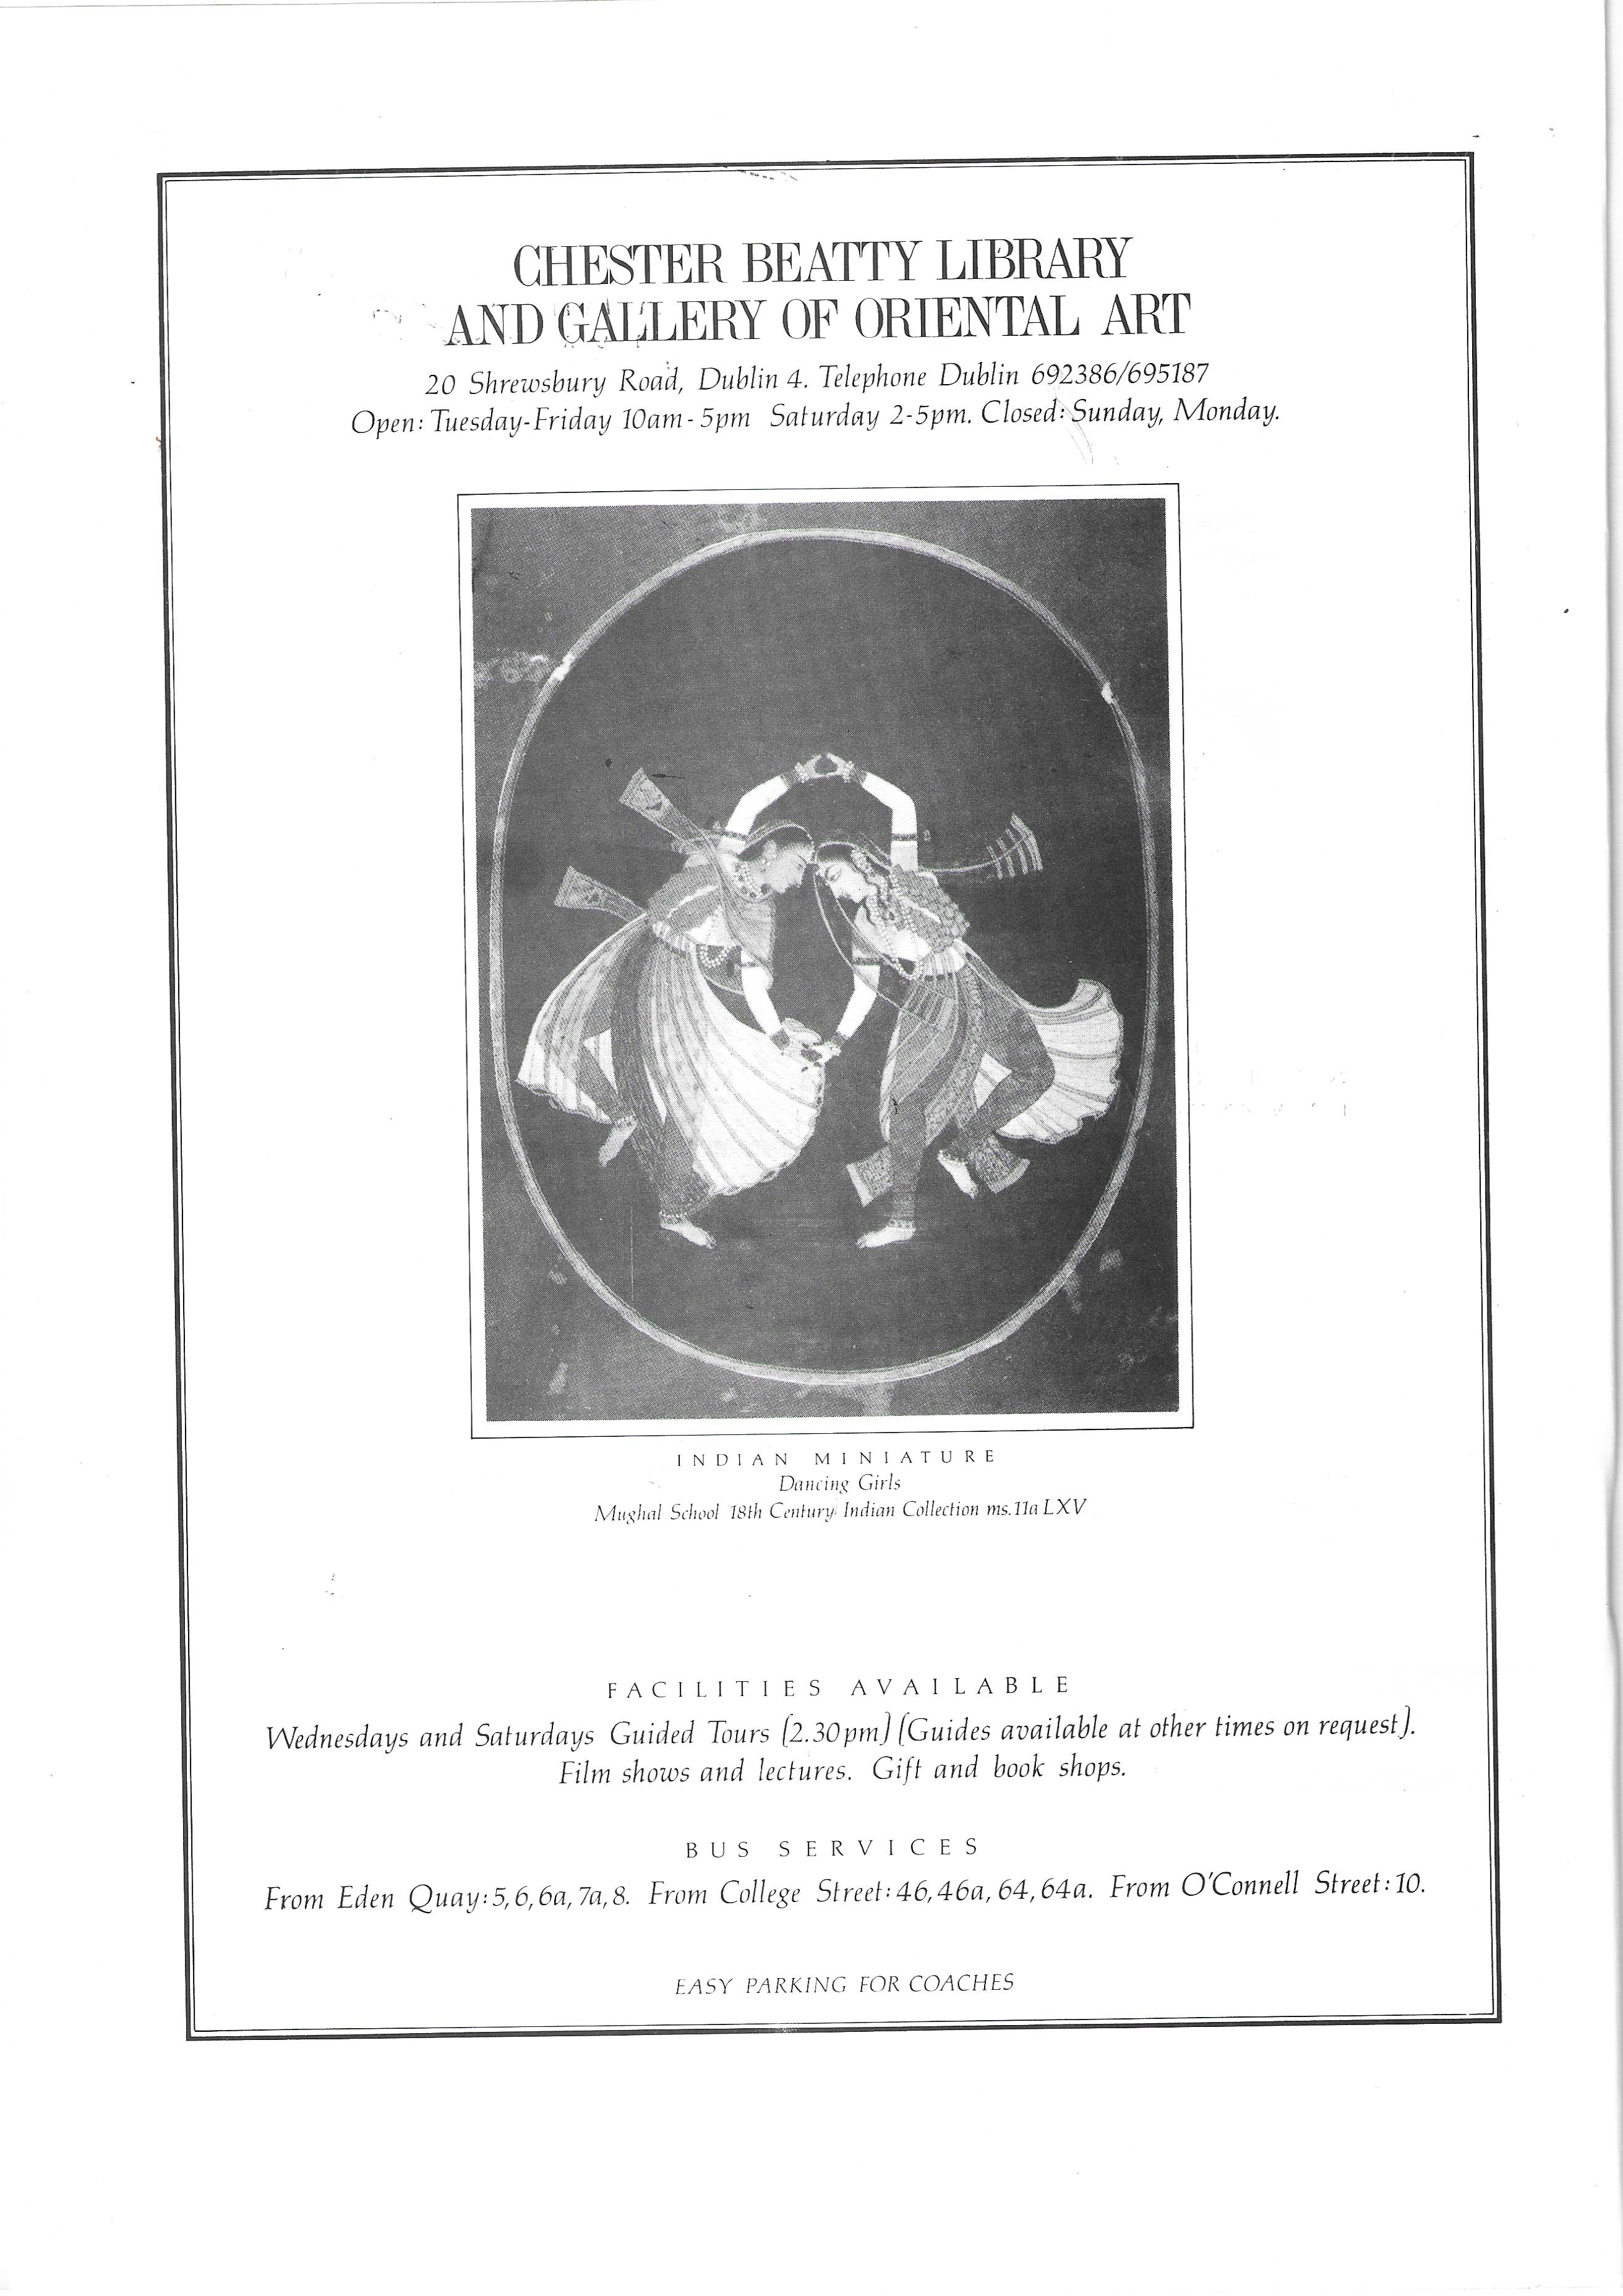 CHESTER BEATTY LIBRARY
AND GALLERY OF ORIENTAL ART
20 Shrewsbury Road, Dublin 4. Telephone Dublin 692386/695187
Open: Tuesday-Friday 10am-5pm Saturday 2-5pm. Closed: Sunday, Monday.
INDIAN MINIATURE
Dancing Girls
Mughal School 18th Century Indian Collection ms.11a LXV
FACILITIES AVAILABLE
Wednesdays and Saturdays Guided Tours (2.30pm) (Guides available at other times on request).
Film shows and lectures. Gift and book shops.
BUS SERVICES
From Eden Quay: 5, 6, 6a, 7a, 8. From College Street: 46, 46a, 64, 64a. From O'Connell Street: 10.
EASY PARKING FOR COACHES